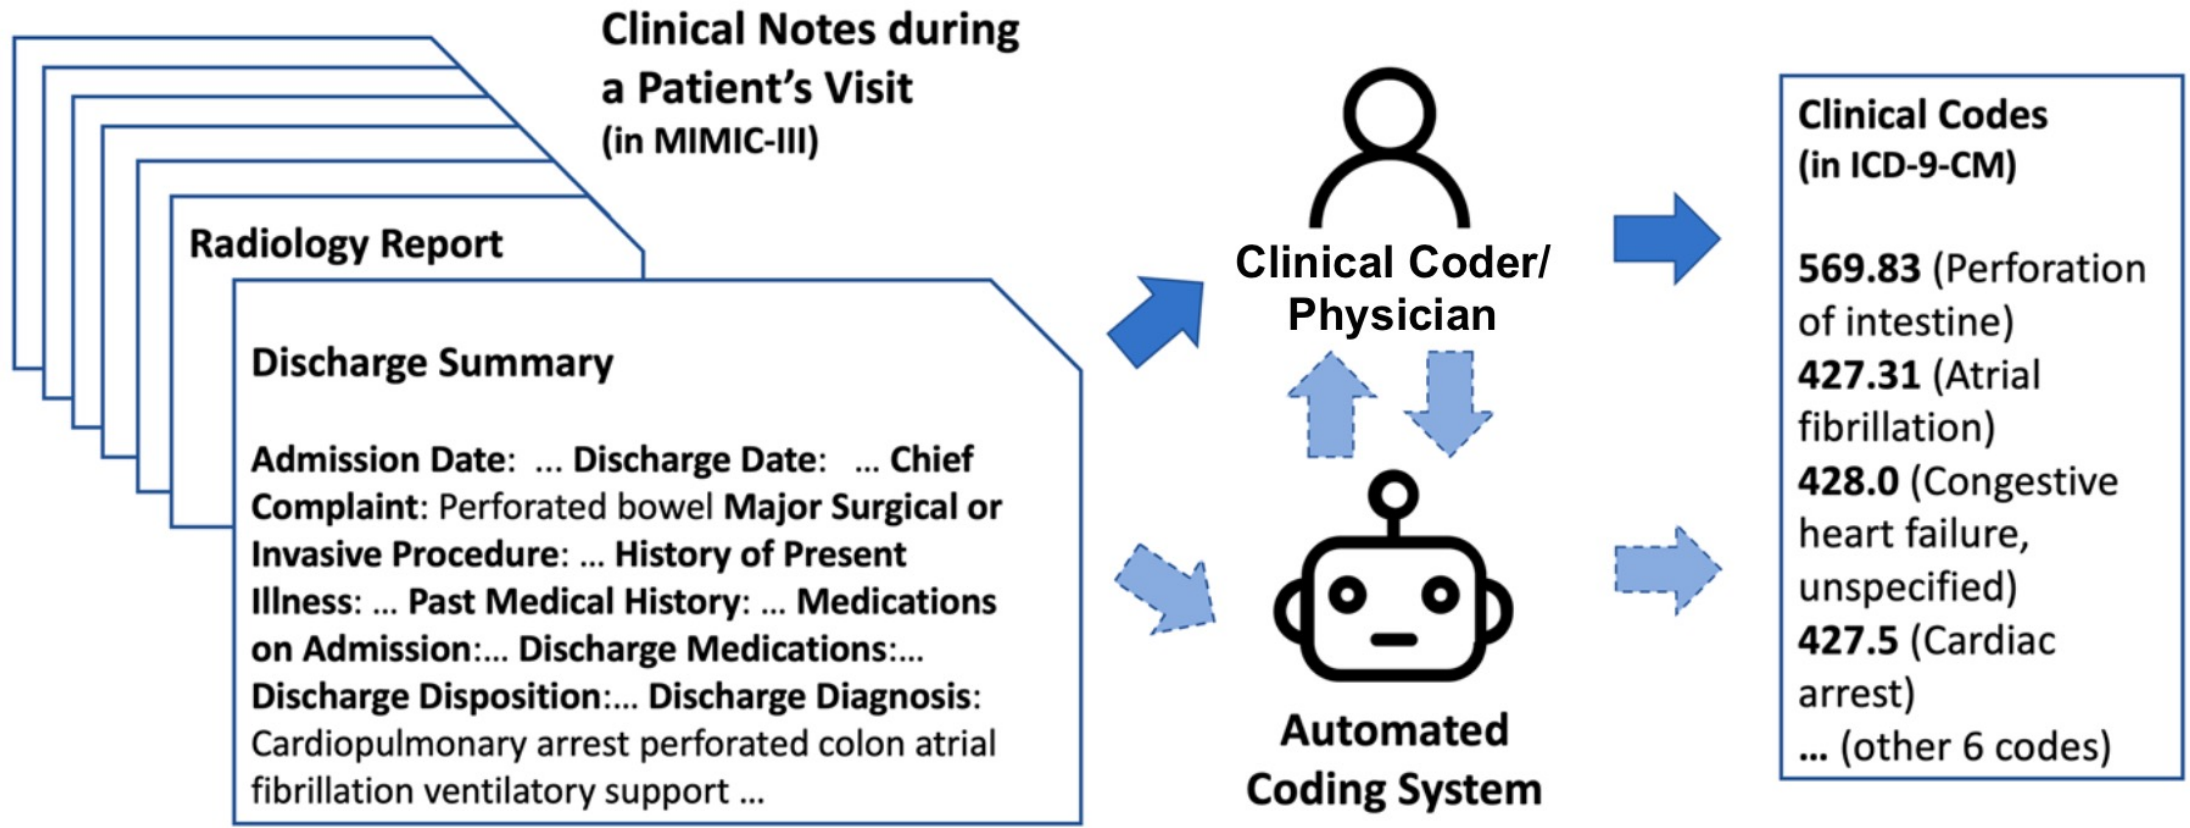 Clinical Notes during
a Patient's Visit
(in MIMIC-III)
Radiology Report
Discharge Summary
Admission Date:  ... Discharge Date:   ... Chief
Complaint: Perforated bowel Major Surgical or
Invasive Procedure: ... History of Present
Illness: ... Past Medical History: ... Medications
on Admission:... Discharge Medications:...
Discharge Disposition:... Discharge Diagnosis:
Cardiopulmonary arrest perforated colon atrial
fibrillation ventilatory support ...
Clinical Coder/
Physician
Automated
Coding System
Clinical Codes
(in ICD-9-CM)
569.83 (Perforation
of intestine)
427.31 (Atrial
fibrillation)
428.0 (Congestive
heart failure,
unspecified)
427.5 (Cardiac
arrest)
... (other 6 codes)